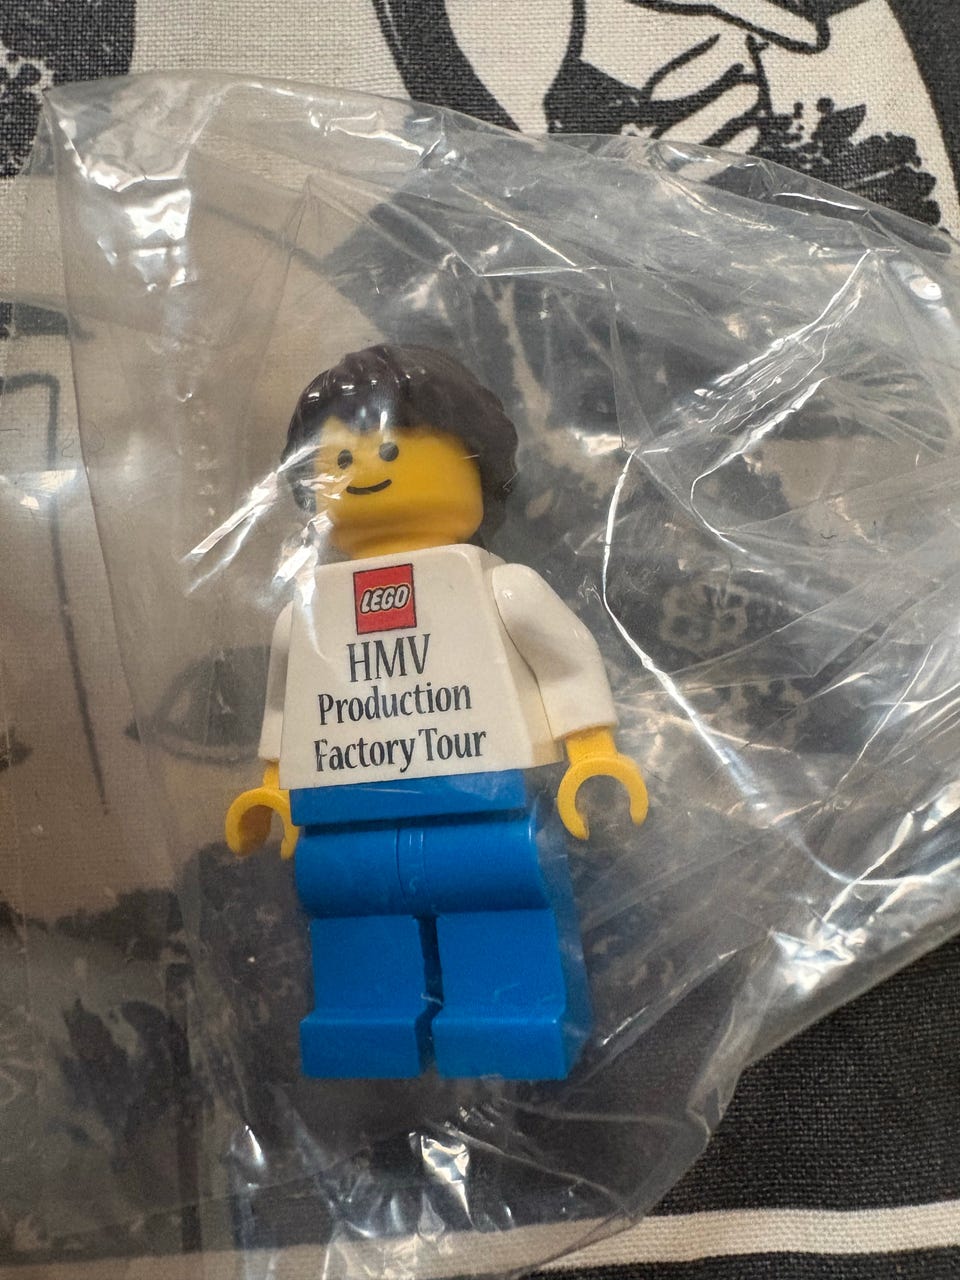 LEGO
HMV
Production
Factory Tour